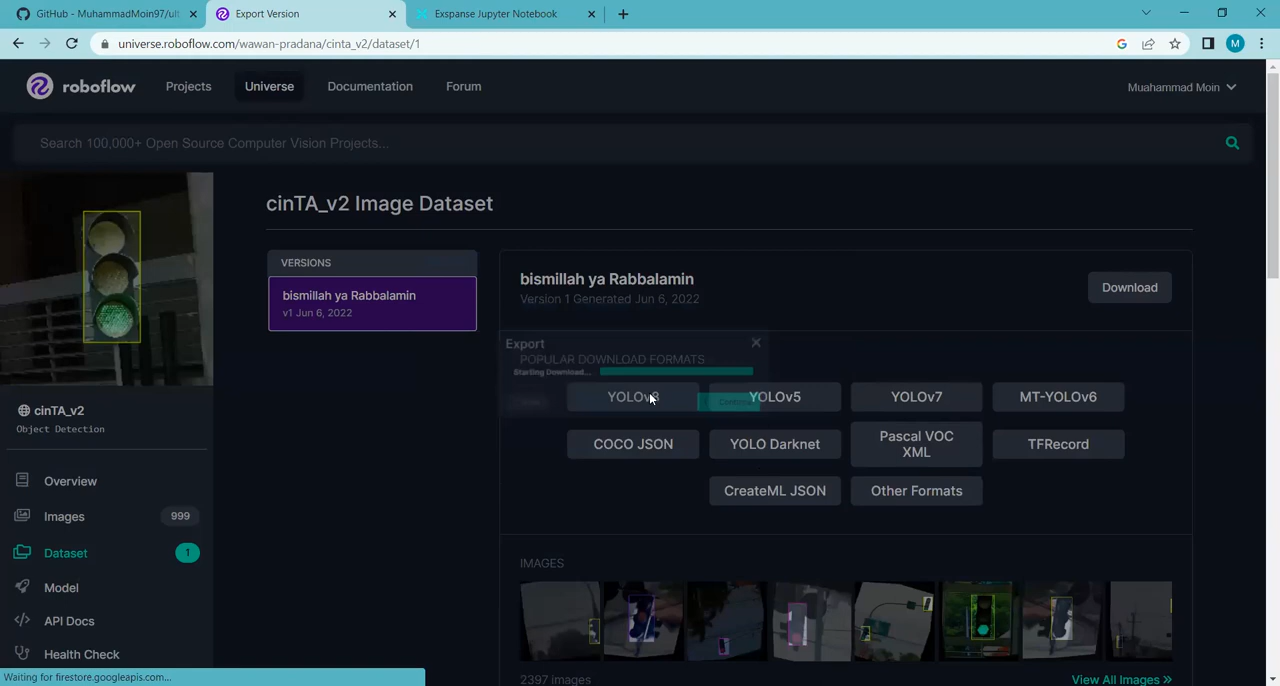 GitHub - MuhammadMoin97/ult
Export Version
Exspanse Jupyter Notebook
universe.roboflow.com/wawan-pradana/cinta_v2/dataset/1
M
roboflow
Projects
Universe
Documentation
Forum
Muahammad Moin
Search 100,000+ Open Source Computer Vision Projects...
cinTA_v2 Image Dataset
VERSIONS
bismillah ya Rabbalamin
v1 Jun 6, 2022
bismillah ya Rabbalamin
Version 1 Generated Jun 6, 2022
Download
Export
POPULAR DOWNLOAD FORMATS
Starting Download...
YOLOv8
YOLOv5
YOLOv7
MT-YOLOv6
Continue
COCO JSON
YOLO Darknet
Pascal VOC
XML
TFRecord
CreateML JSON
Other Formats
cinTA_v2
Object Detection
Overview
Images
999
Dataset
1
Model
API Docs
Health Check
IMAGES
2397 images
View All Images »
Waiting for firestore.googleapis.com...